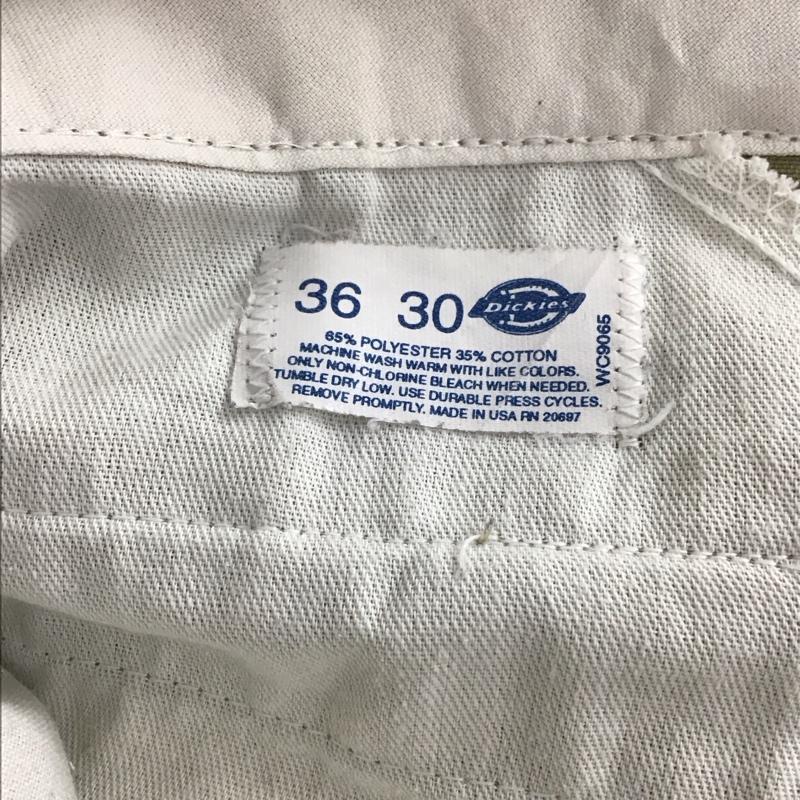 36 30 Dickies
65% POLYESTER 35% COTTON
MACHINE WASH WARM WITH LIKE COLORS.
ONLY NON-CHLORINE BLEACH WHEN NEEDED.
TUMBLE DRY LOW. USE DURABLE PRESS CYCLES.
REMOVE PROMPTLY. MADE IN USA RN 20697
WC9065